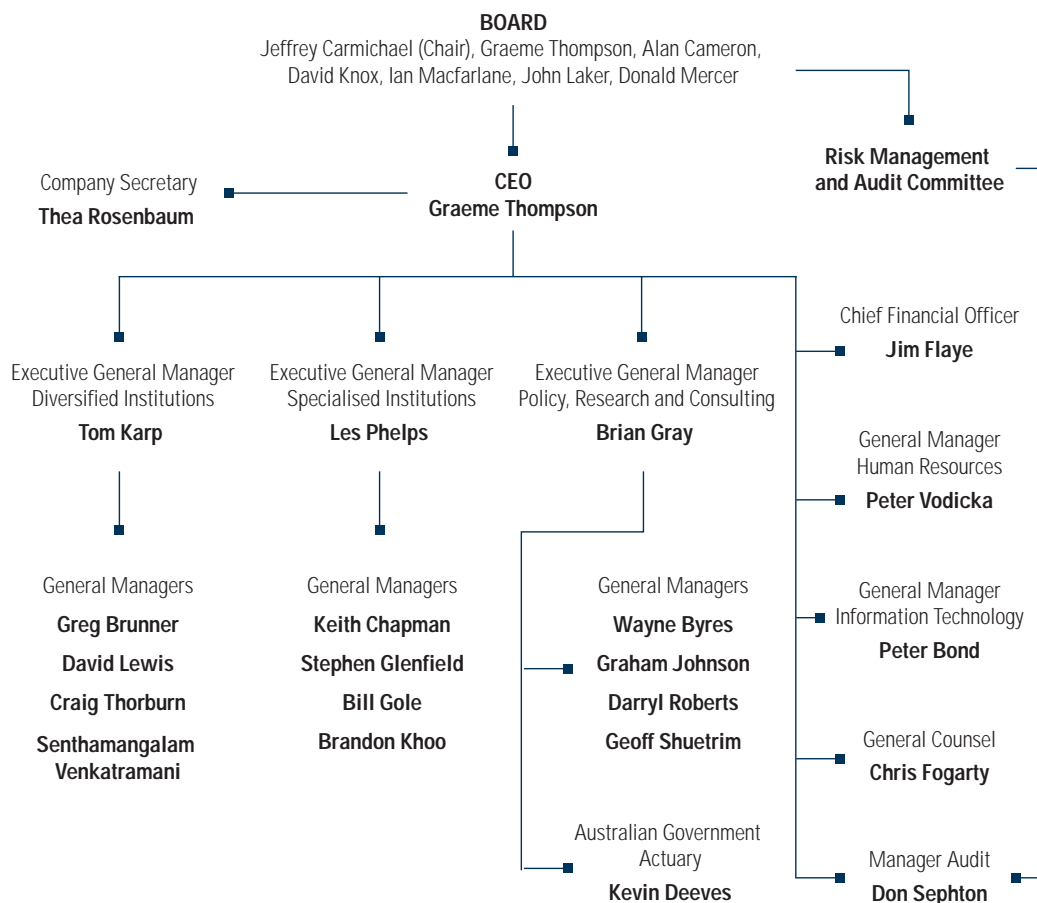 BOARD
Jeffrey Carmichael (Chair), Graeme Thompson, Alan Cameron,
David Knox, Ian Macfarlane, John Laker, Donald Mercer
Risk Management
and Audit Committee
Company Secretary
Thea Rosenbaum
CEO
Graeme Thompson
Executive General Manager
Diversified Institutions
Tom Karp
Executive General Manager
Specialised Institutions
Les Phelps
Executive General Manager
Policy, Research and Consulting
Brian Gray
Chief Financial Officer
Jim Flaye
General Manager
Human Resources
Peter Vodicka
General Managers
Greg Brunner
David Lewis
Craig Thorburn
Senthamangalam
Venkatramani
General Managers
Keith Chapman
Stephen Glenfield
Bill Gole
Brandon Khoo
General Managers
Wayne Byres
Graham Johnson
Darryl Roberts
Geoff Shuetrim
General Manager
Information Technology
Peter Bond
General Counsel
Chris Fogarty
Australian Government
Actuary
Kevin Deeves
Manager Audit
Don Sephton